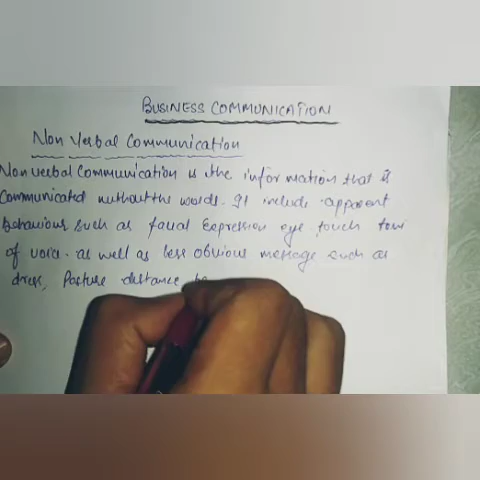 BUSINESS COMMUNICATION
Non Verbal Communication
Non verbal Communication is the information that is
Communicated without the words. It include apparent
behaviours such as facial Expression eye, touch tone
of voice. as well as less obvious message such as
dress, Posture distance